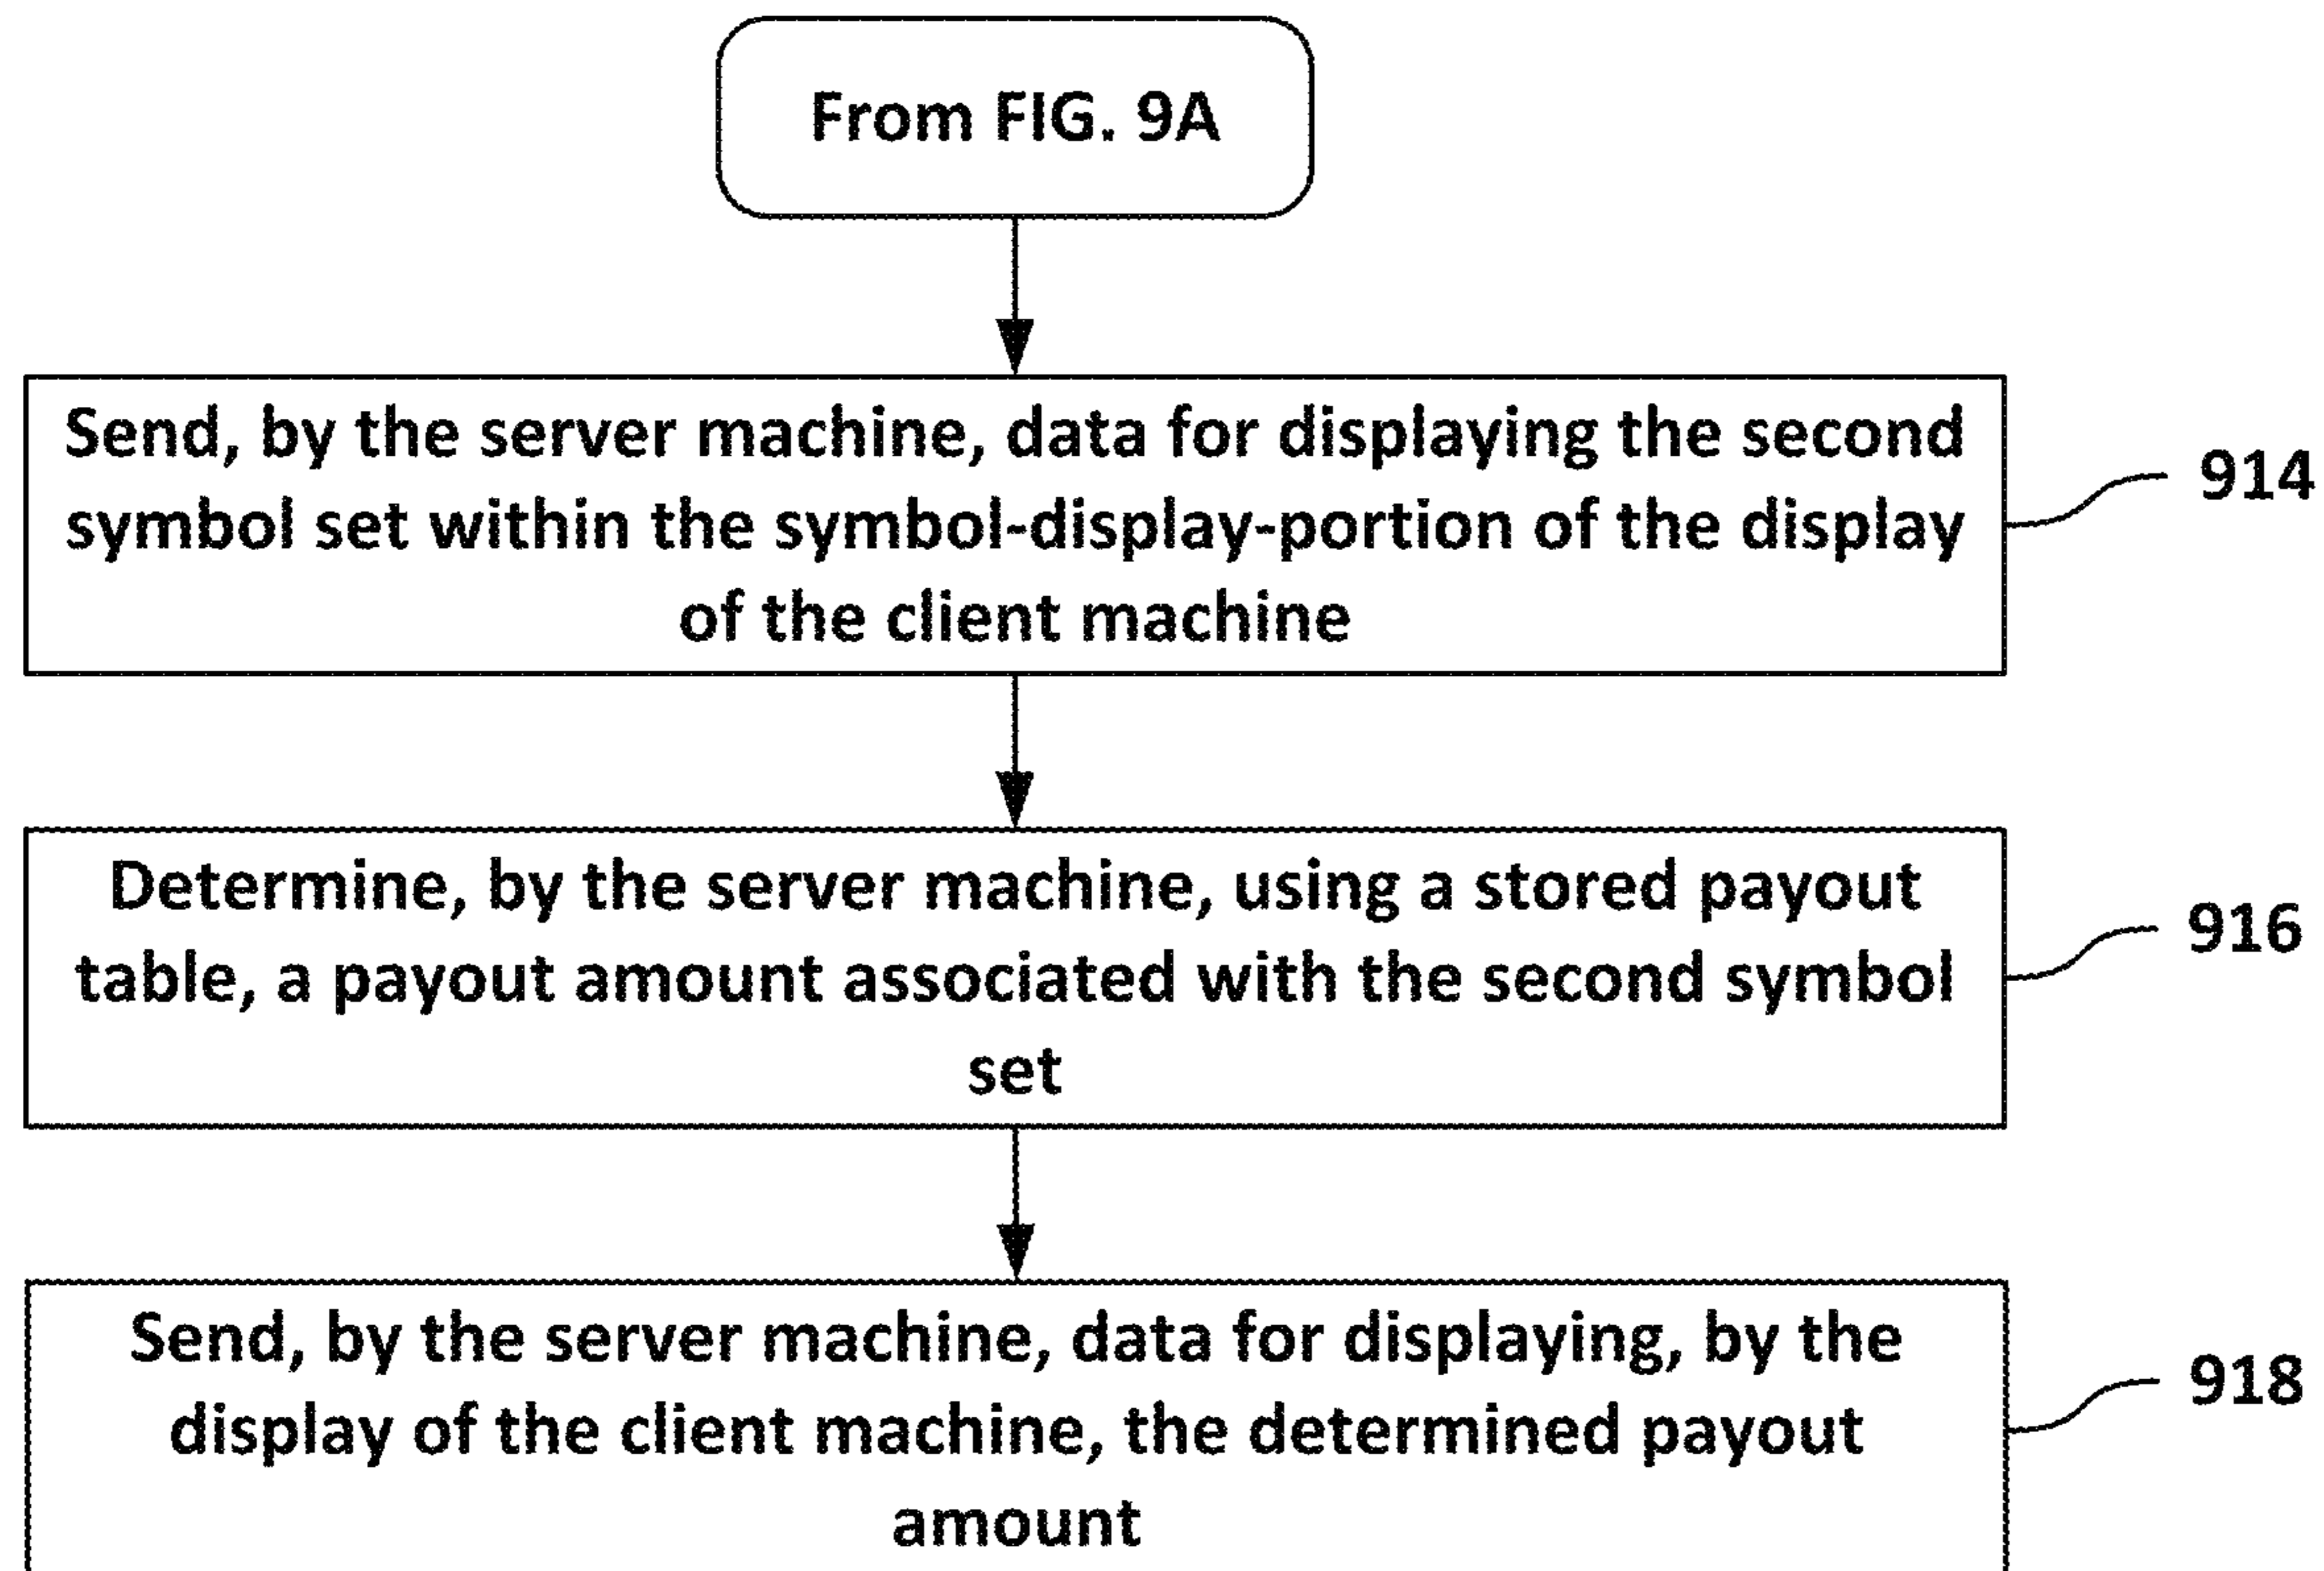 From FIG. 9A
Send, by the server machine, data for displaying the second
symbol set within the symbol-display-portion of the display
of the client machine
914
Determine, by the server machine, using a stored payout
table, a payout amount associated with the second symbol
set
916
Send, by the server machine, data for displaying, by the
display of the client machine, the determined payout
amount
918